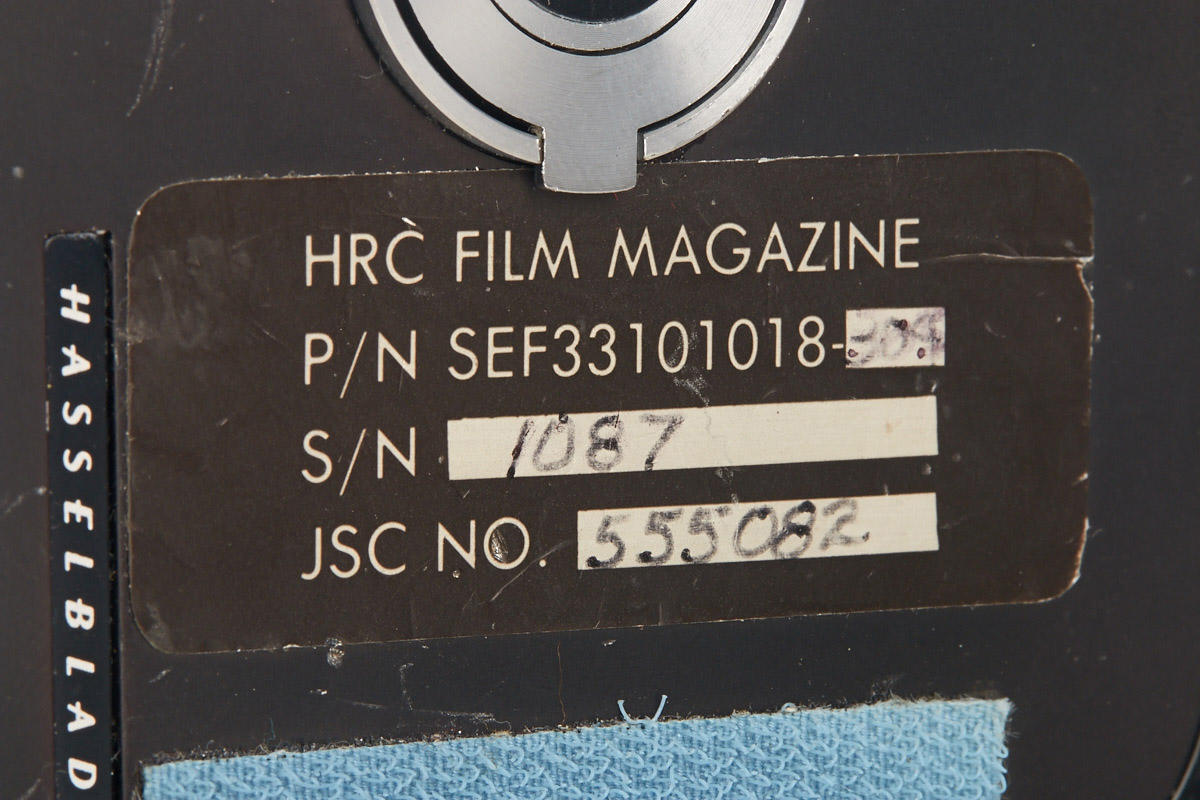 HRC FILM MAGAZINE
P/N SEF33101018-
S/N 1087
JSC NO. 555082
HASSELBLAD